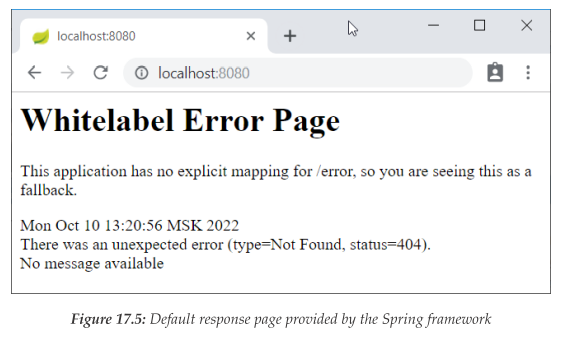 localhost:8080
localhost:8080
Whitelabel Error Page
This application has no explicit mapping for /error, so you are seeing this as a
fallback.
Mon Oct 10 13:20:56 MSK 2022
There was an unexpected error (type=Not Found, status=404).
No message available
Figure 17.5: Default response page provided by the Spring framework